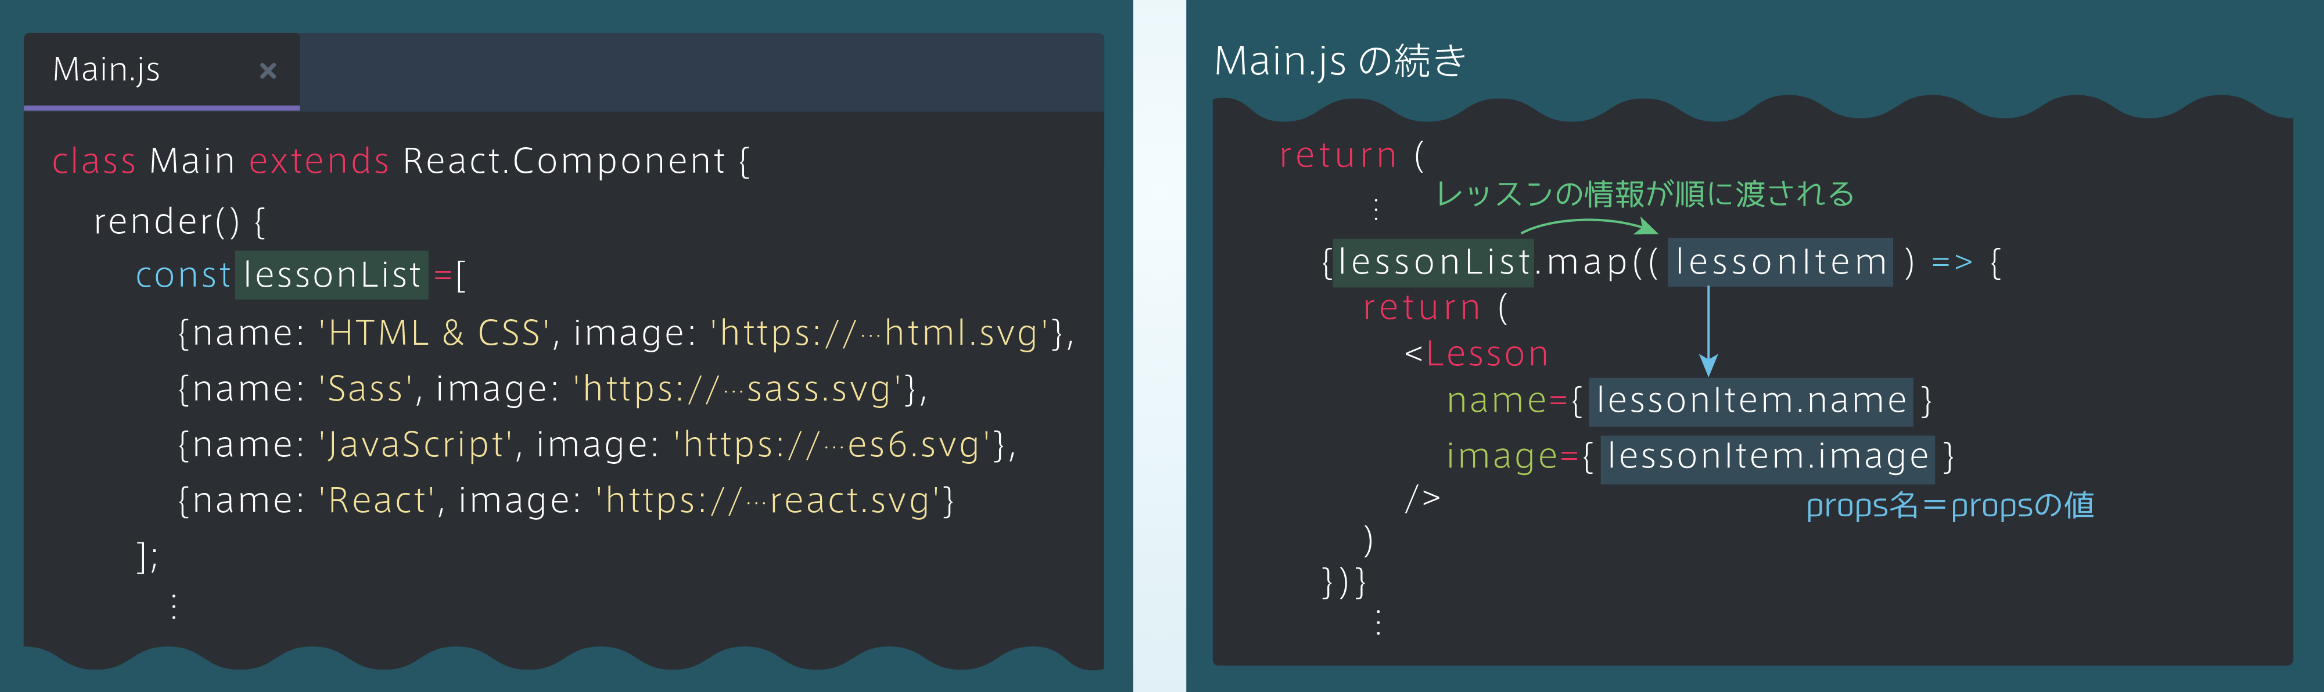 Main.js ×
class Main extends React.Component {
render() {
const lessonList =[
{name: 'HTML & CSS', image: 'https://…html.svg'},
{name: 'Sass', image: 'https://…sass.svg'},
{name: 'JavaScript', image: 'https://…es6.svg'},
{name: 'React', image: 'https://…react.svg'}
];
⋮
Main.js の続き
return (
レッスンの情報が順に渡される
⋮
{lessonList.map(( lessonItem ) => {
return (
<Lesson
name={ lessonItem.name }
image={ lessonItem.image }
/>
props名＝propsの値
)
})}
⋮